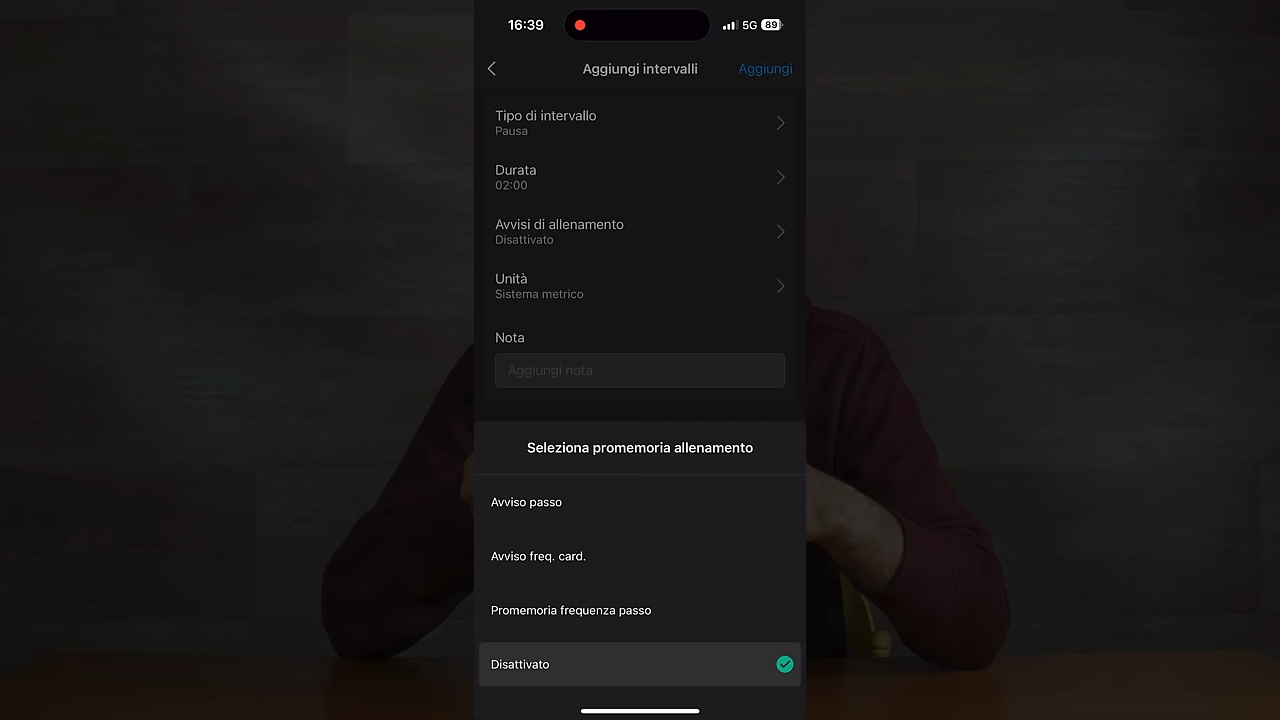 16:39
5G 89
Aggiungi intervalli
Aggiungi
Tipo di intervallo
Pausa
Durata
02:00
Avvisi di allenamento
Disattivato
Unità
Sistema metrico
Nota
Aggiungi nota
Seleziona promemoria allenamento
Avviso passo
Avviso freq. card.
Promemoria frequenza passo
Disattivato